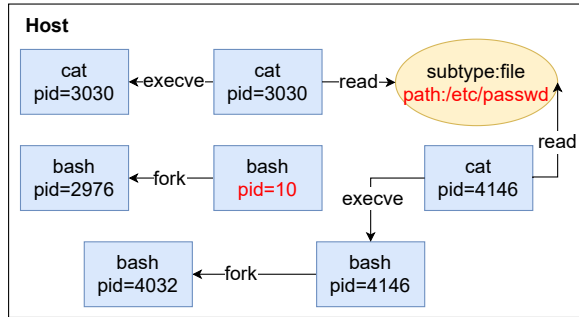 Host
cat
pid=3030
execve
cat
pid=3030
read
subtype:file
path:/etc/passwd
read
bash
pid=2976
fork
bash
pid=10
cat
pid=4146
execve
bash
pid=4032
fork
bash
pid=4146